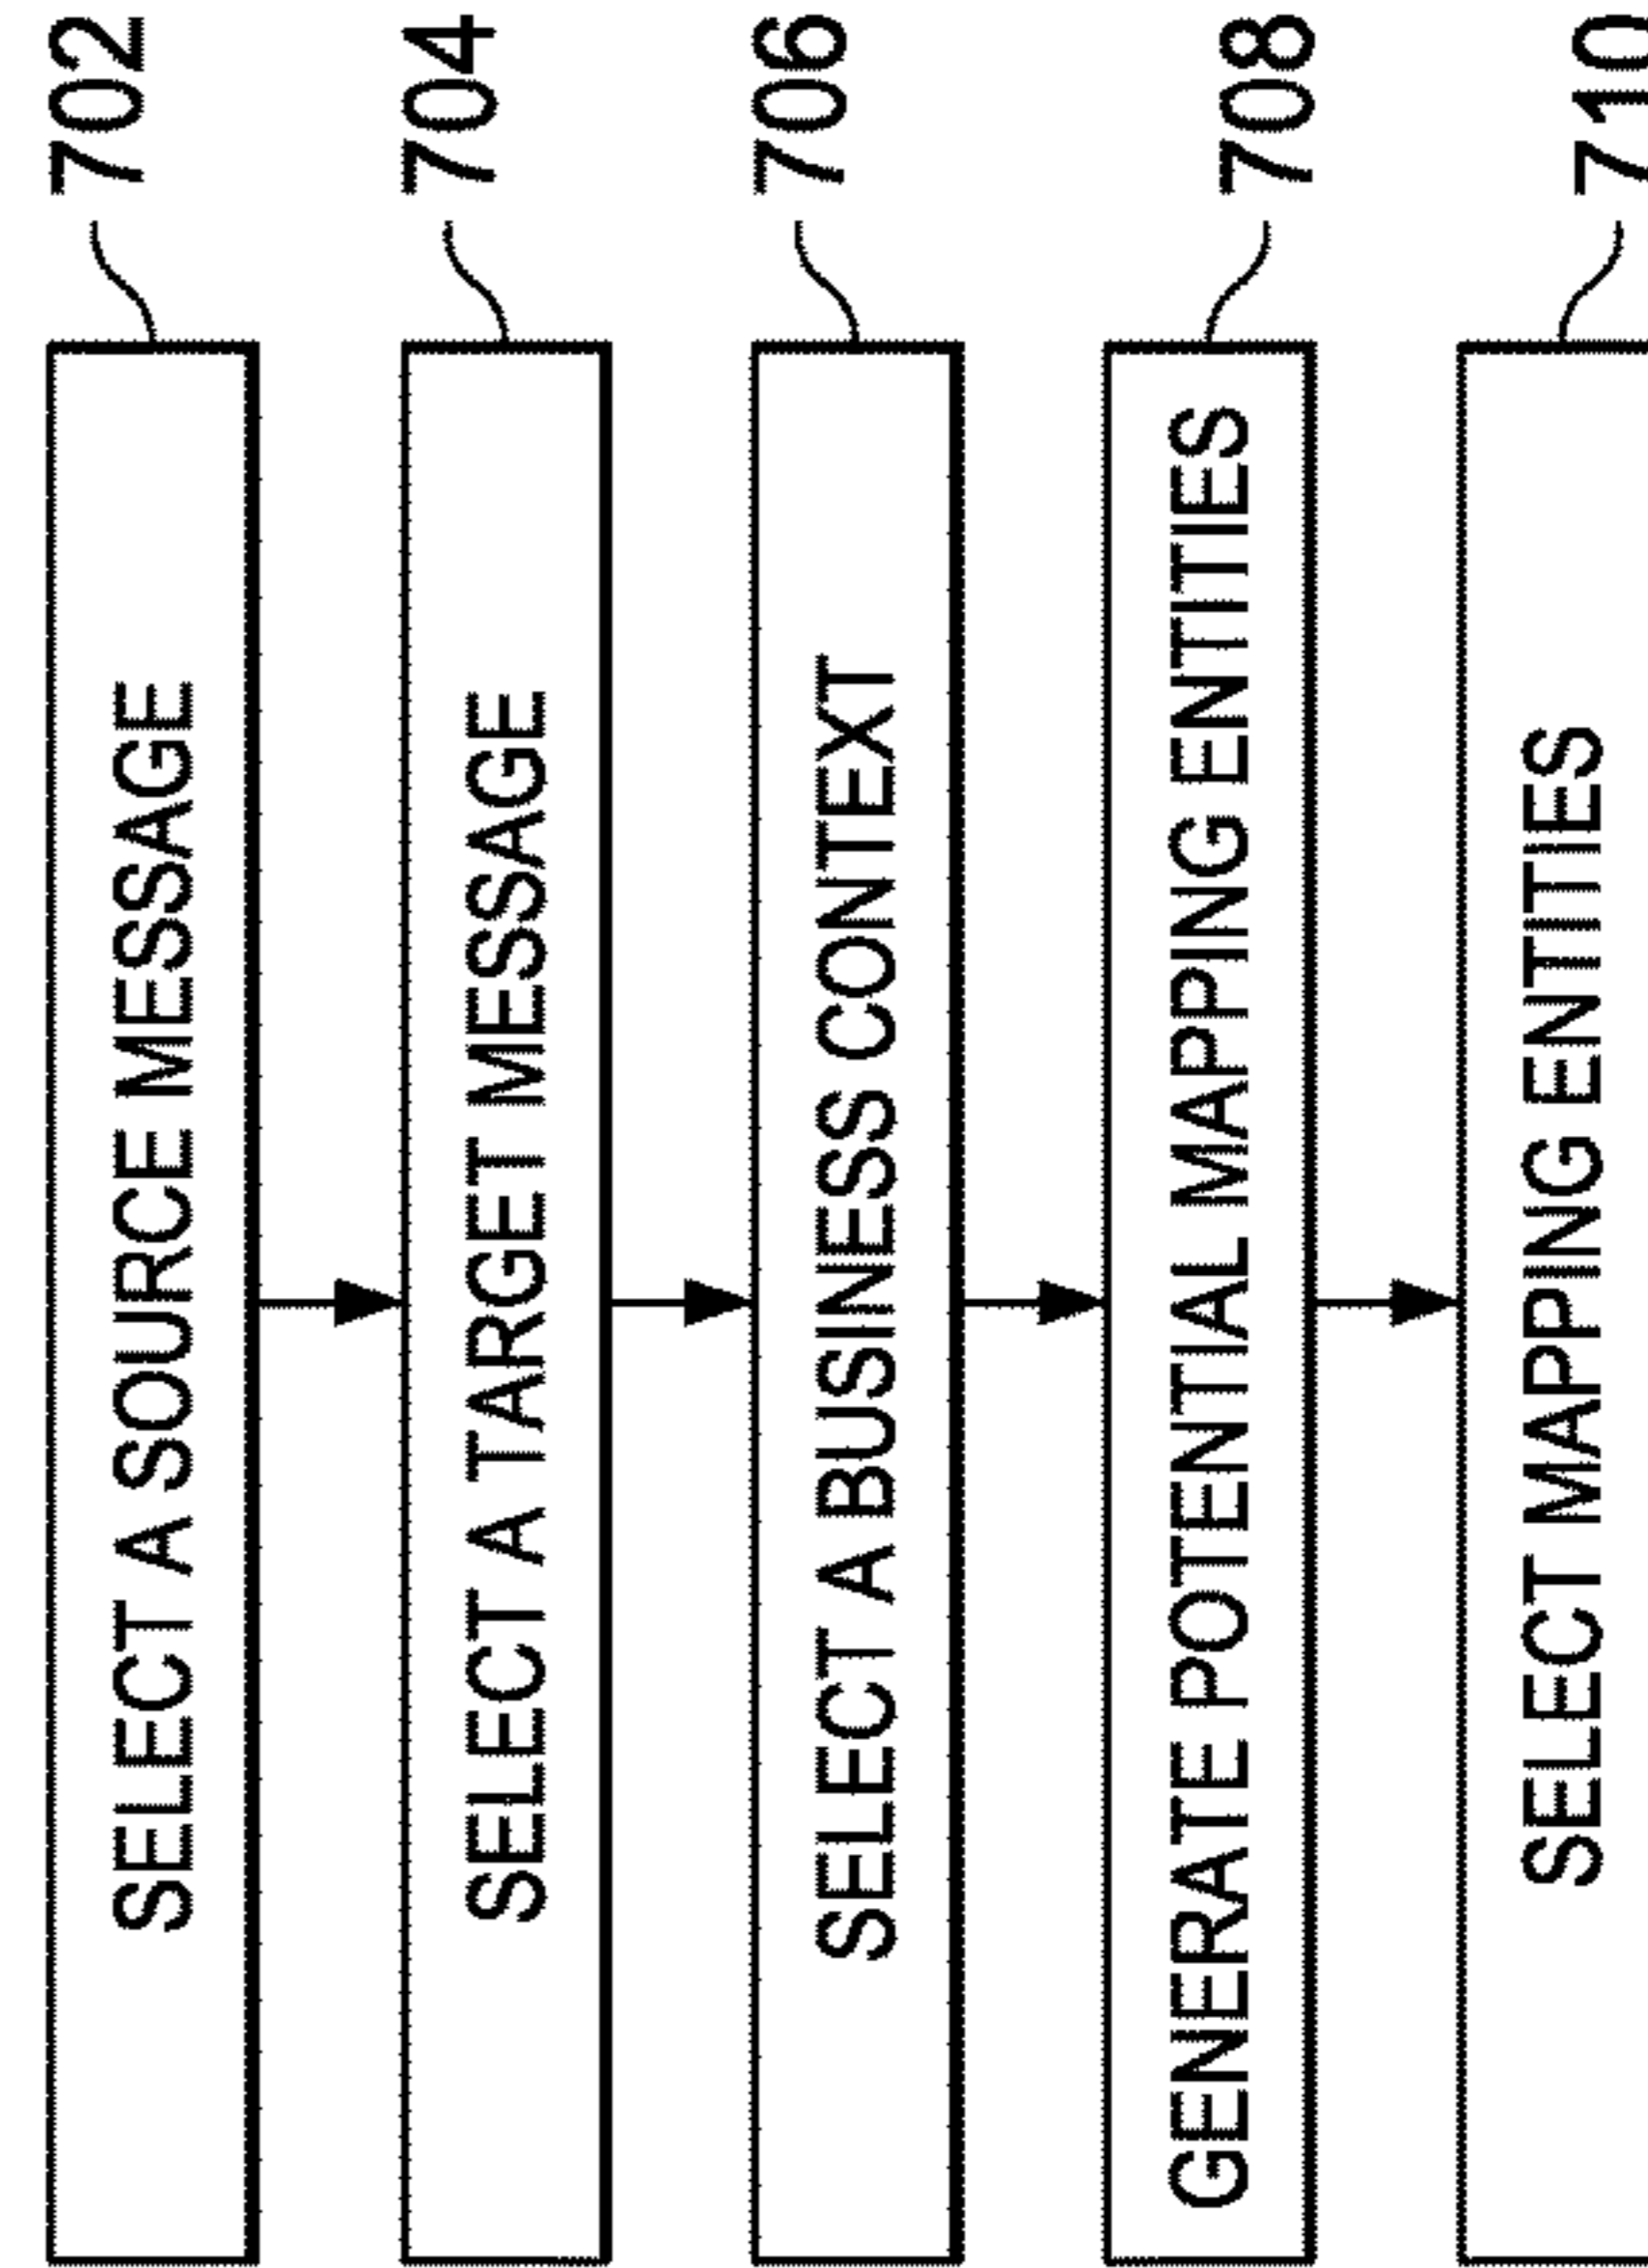 SELECT A SOURCE MESSAGE
702
SELECT A TARGET MESSAGE
704
SELECT A BUSINESS CONTEXT
706
GENERATE POTENTIAL MAPPING ENTITIES
708
SELECT MAPPING ENTITIES
710